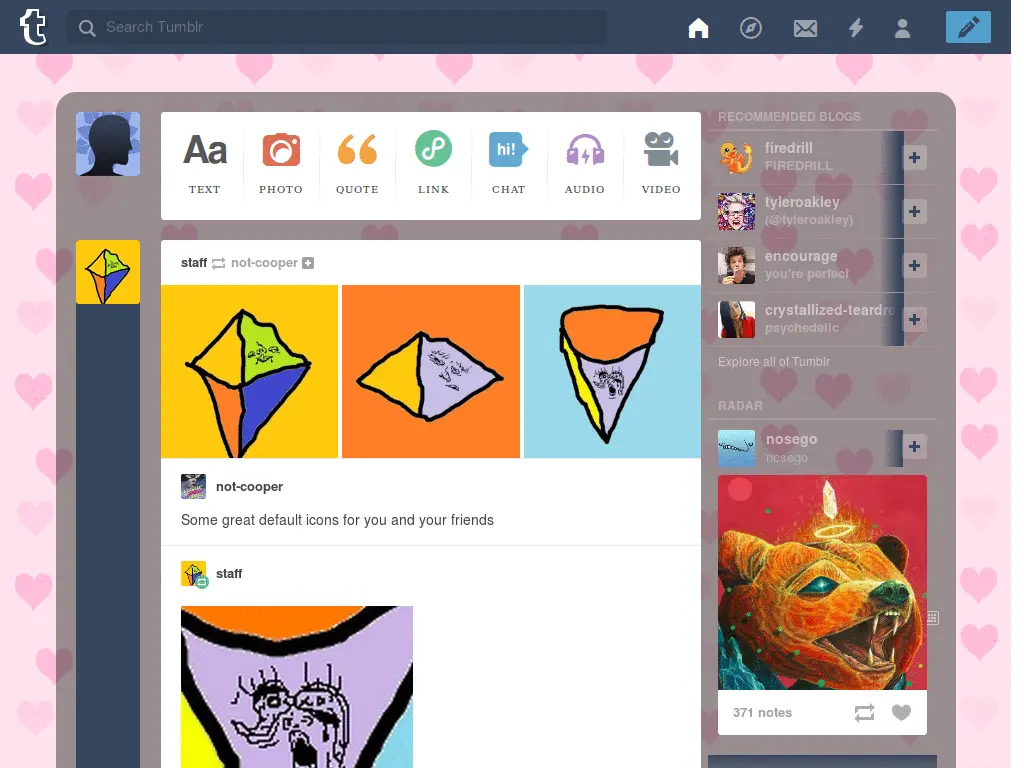 t
Search Tumblr
Aa
hi!
TEXT PHOTO QUOTE LINK CHAT AUDIO VIDEO
staff not-cooper
not-cooper
Some great default icons for you and your friends
staff
RECOMMENDED BLOGS
firedrill
FIREDRILL
tyleroakley
(@tyleroakley)
encourage
you're perfect
crystallized-teardru
psychedelic
Explore all of Tumblr
RADAR
nosego
nosego
371 notes